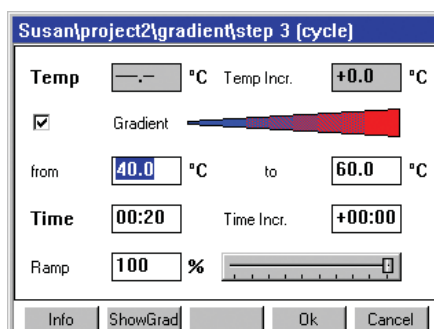 Susan\project2\gradient\step 3 (cycle)
Temp —.- °C Temp Incr. +0.0 °C
Gradient
from 40.0 °C to 60.0 °C
Time 00:20 Time Incr. +00:00
Ramp 100 %
Info ShowGrad Ok Cancel